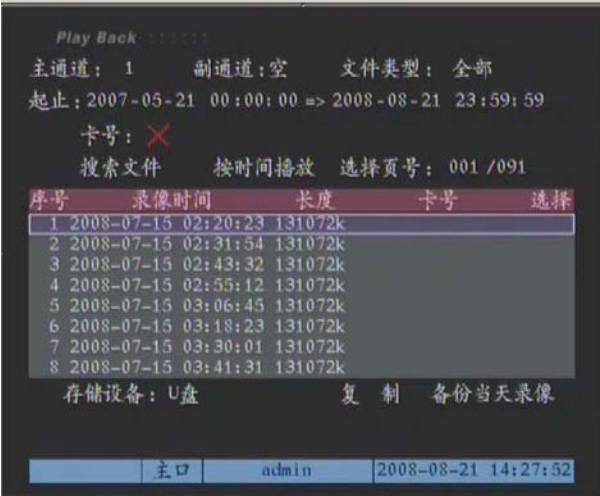 Play Back ::::::
主通道： 1 副通道:空 文件类型： 全部
起止:2007-05-21 00:00:00 => 2008-08-21 23:59:59
卡号：
搜索文件 按时间播放 选择页号： 001/091
序号 录像时间 长度 卡号 选择
1 2008-07-15 02:20:23 131072k
2 2008-07-15 02:31:54 131072k
3 2008-07-15 02:43:32 131072k
4 2008-07-15 02:55:12 131072k
5 2008-07-15 03:06:45 131072k
6 2008-07-15 03:18:23 131072k
7 2008-07-15 03:30:01 131072k
8 2008-07-15 03:41:31 131072k
存储设备：U盘 复 制 备份当天录像
主口 admin 2008-08-21 14:27:52